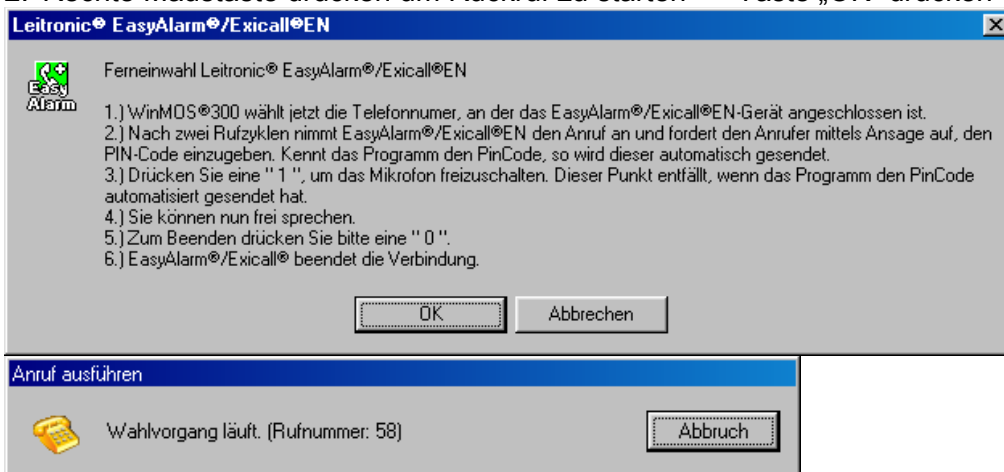 Leitronic® EasyAlarm®/Exicall®EN
Easy
Alarm
Ferneinwahl Leitronic® EasyAlarm®/Exicall®EN
1.) WinMOS®300 wählt jetzt die Telefonnumer, an der das EasyAlarm®/Exicall®EN-Gerät angeschlossen ist.
2.) Nach zwei Rufzyklen nimmt EasyAlarm®/Exicall®EN den Anruf an und fordert den Anrufer mittels Ansage auf, den
PIN-Code einzugeben. Kennt das Programm den PinCode, so wird dieser automatisch gesendet.
3.) Drücken Sie eine " 1 ", um das Mikrofon freizuschalten. Dieser Punkt entfällt, wenn das Programm den PinCode
automatisiert gesendet hat.
4.) Sie können nun frei sprechen.
5.) Zum Beenden drücken Sie bitte eine " 0 ".
6.) EasyAlarm®/Exicall® beendet die Verbindung.
OK Abbrechen
Anruf ausführen
Wahlvorgang läuft. (Rufnummer: 58) Abbruch